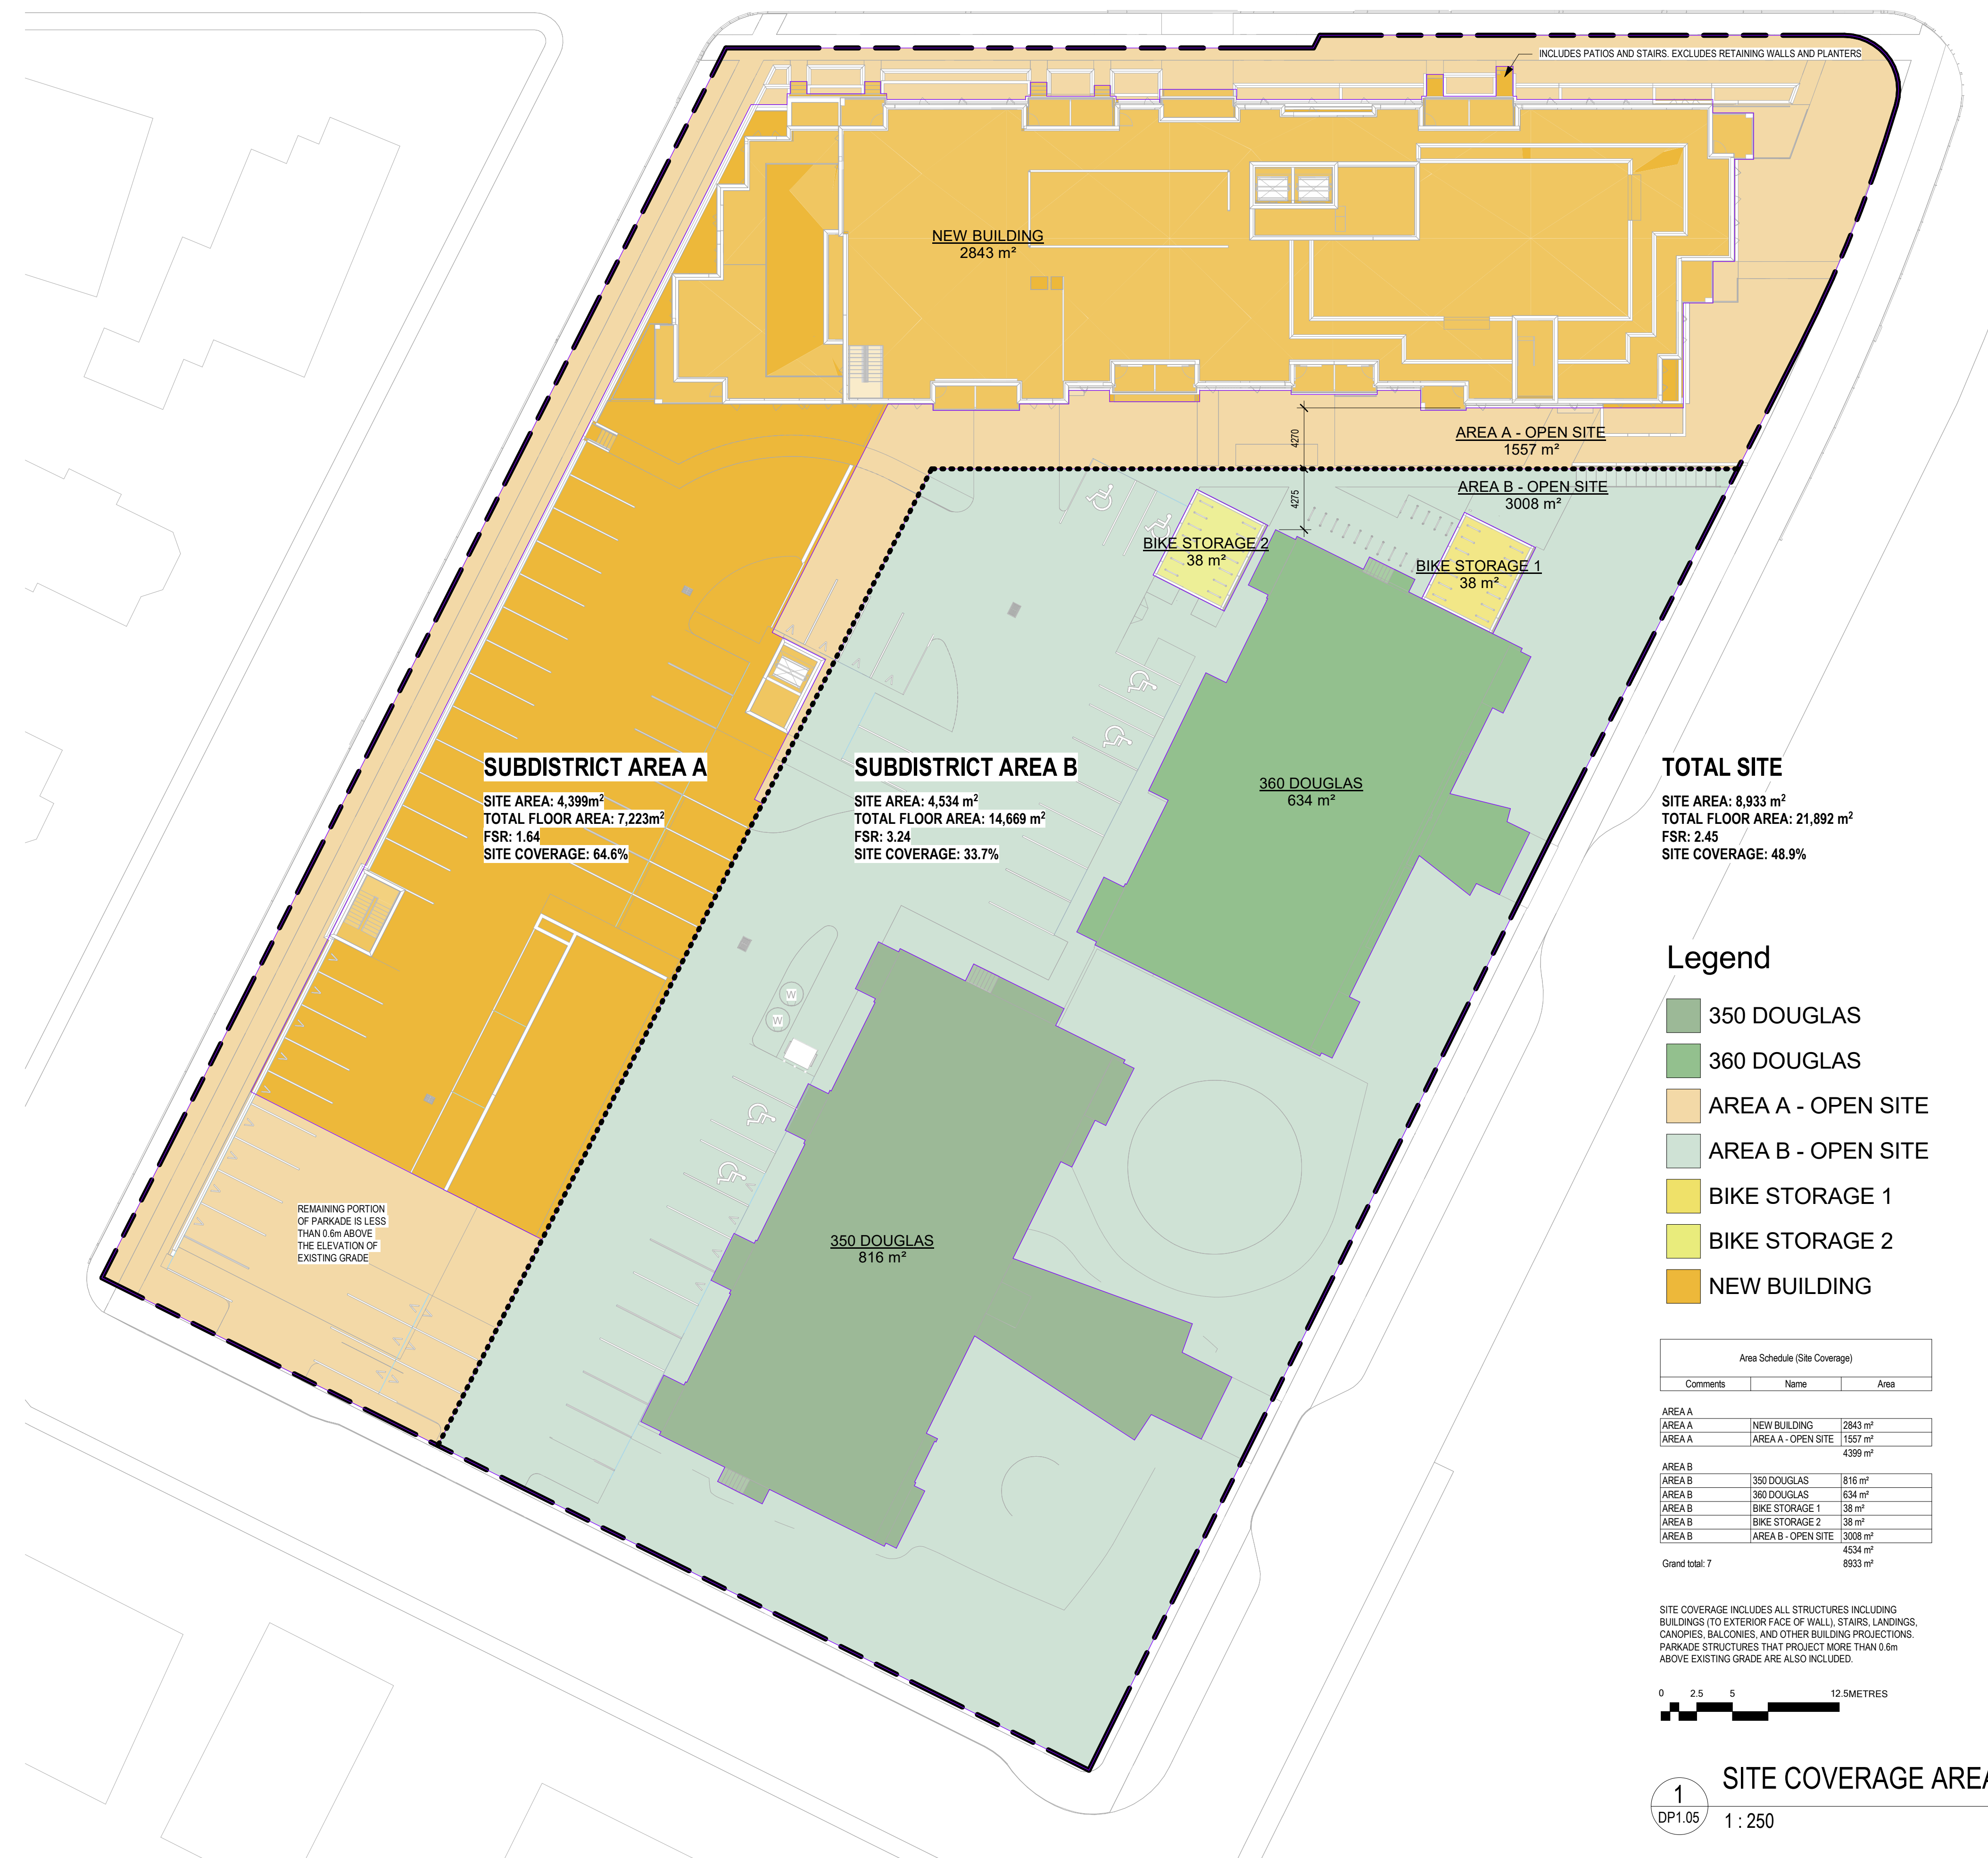 INCLUDES PATIOS AND STAIRS. EXCLUDES RETAINING WALLS AND PLANTERS
NEW BUILDING
2843 m²
4270
AREA A - OPEN SITE
1557 m²
4275
AREA B - OPEN SITE
3008 m²
BIKE STORAGE 2
38 m²
BIKE STORAGE 1
38 m²
SUBDISTRICT AREA A
SITE AREA: 4,399m²
TOTAL FLOOR AREA: 7,223m²
FSR: 1.64
SITE COVERAGE: 64.6%
SUBDISTRICT AREA B
SITE AREA: 4,534 m²
TOTAL FLOOR AREA: 14,669 m²
FSR: 3.24
SITE COVERAGE: 33.7%
360 DOUGLAS
634 m²
TOTAL SITE
SITE AREA: 8,933 m²
TOTAL FLOOR AREA: 21,892 m²
FSR: 2.45
SITE COVERAGE: 48.9%
W
W
REMAINING PORTION
OF PARKADE IS LESS
THAN 0.6m ABOVE
THE ELEVATION OF
EXISTING GRADE
350 DOUGLAS
816 m²
Legend
350 DOUGLAS
360 DOUGLAS
AREA A - OPEN SITE
AREA B - OPEN SITE
BIKE STORAGE 1
BIKE STORAGE 2
NEW BUILDING
Area Schedule (Site Coverage)
Comments Name Area
AREA A
AREA A NEW BUILDING 2843 m²
AREA A AREA A - OPEN SITE 1557 m²
4399 m²
AREA B
AREA B 350 DOUGLAS 816 m²
AREA B 360 DOUGLAS 634 m²
AREA B BIKE STORAGE 1 38 m²
AREA B BIKE STORAGE 2 38 m²
AREA B AREA B - OPEN SITE 3008 m²
4534 m²
Grand total: 7 8933 m²
SITE COVERAGE INCLUDES ALL STRUCTURES INCLUDING
BUILDINGS (TO EXTERIOR FACE OF WALL), STAIRS, LANDINGS,
CANOPIES, BALCONIES, AND OTHER BUILDING PROJECTIONS.
PARKADE STRUCTURES THAT PROJECT MORE THAN 0.6m
ABOVE EXISTING GRADE ARE ALSO INCLUDED.
0 2.5 5 12.5METRES
1
DP1.05
SITE COVERAGE AREA
1 : 250